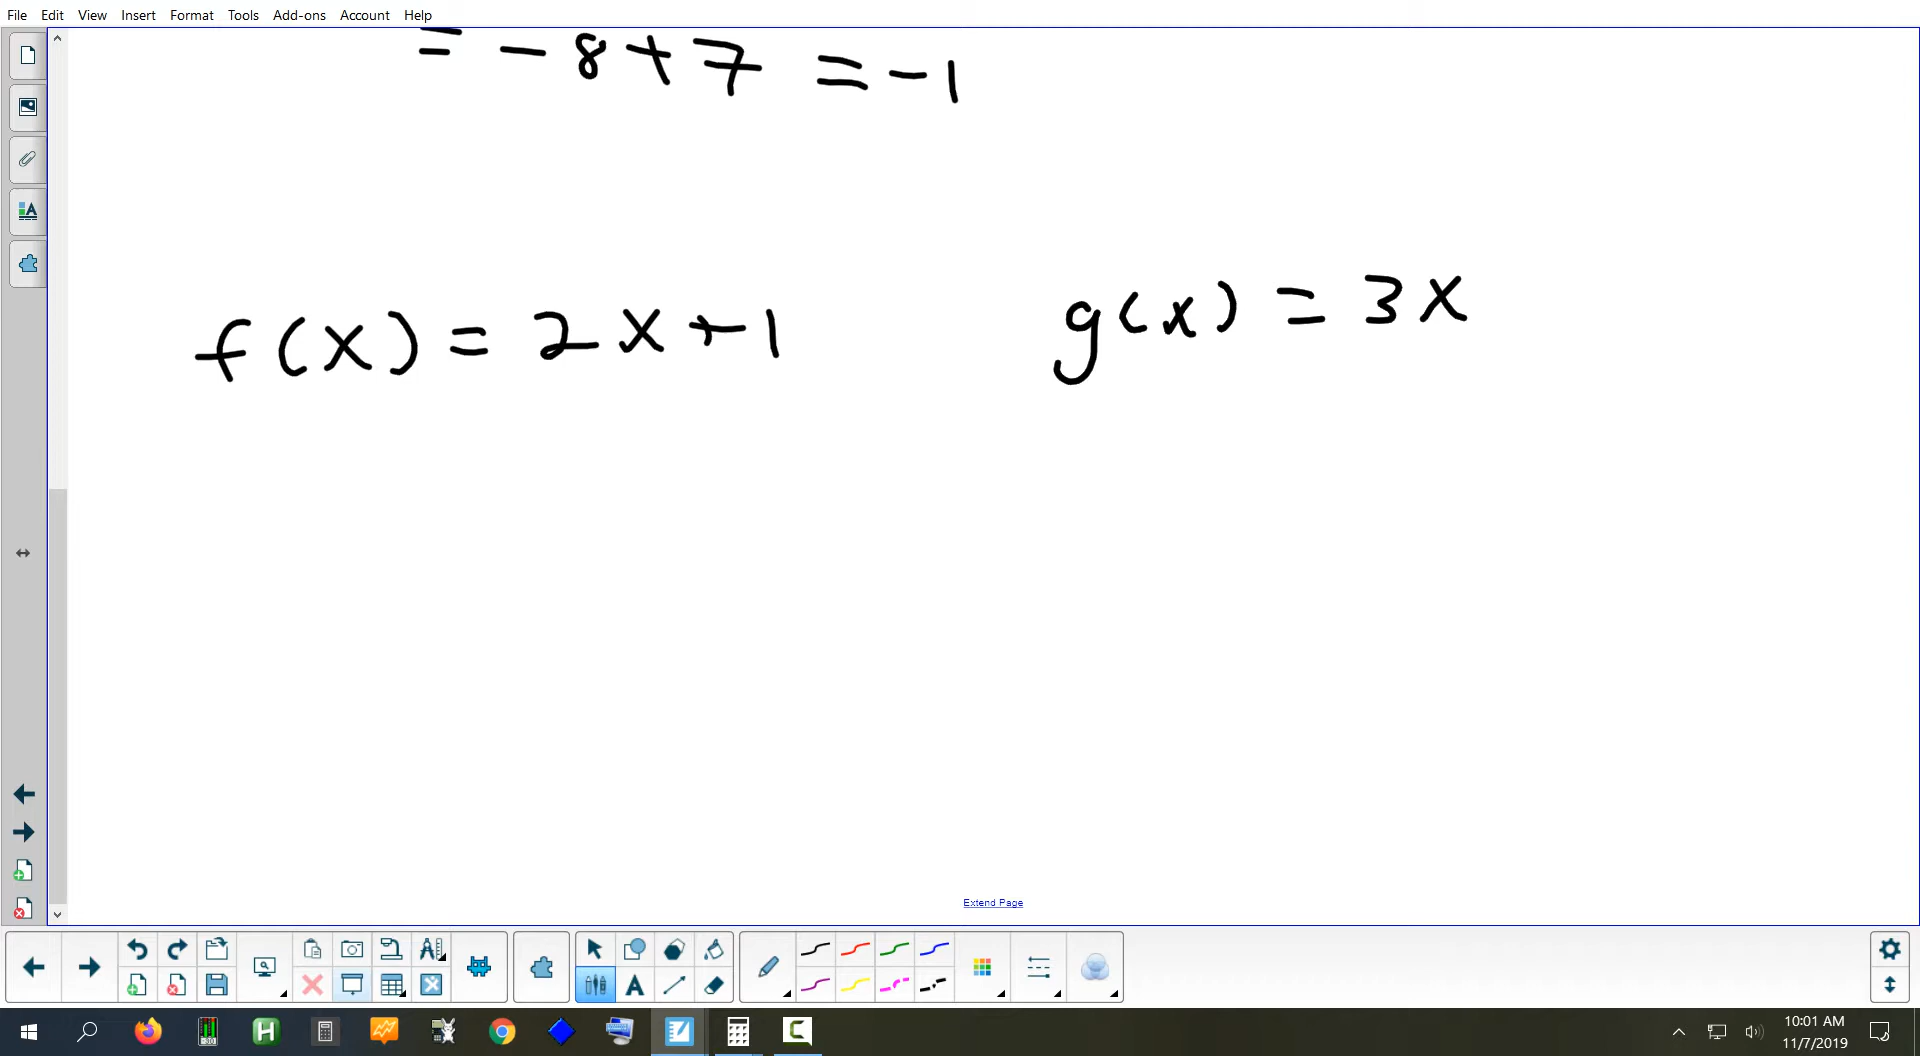 File Edit View Insert Format Tools Add-ons Account Help
= -8+7 = -1
f(x) = 2x+1
g(x) = 3x
Extend Page
10:01 AM
11/7/2019